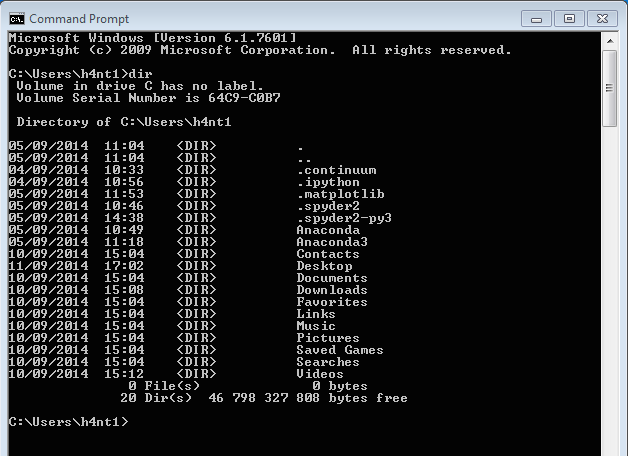 Command Prompt
Microsoft Windows [Version 6.1.7601]
Copyright (c) 2009 Microsoft Corporation.  All rights reserved.
C:\Users\h4nt1>dir
 Volume in drive C has no label.
 Volume Serial Number is 64C9-C0B7
 Directory of C:\Users\h4nt1
05/09/2014  11:04    <DIR>          .
05/09/2014  11:04    <DIR>          ..
04/09/2014  10:33    <DIR>          .continuum
04/09/2014  10:56    <DIR>          .ipython
05/09/2014  11:53    <DIR>          .matplotlib
05/09/2014  10:46    <DIR>          .spyder2
05/09/2014  14:38    <DIR>          .spyder2-py3
05/09/2014  10:49    <DIR>          Anaconda
05/09/2014  11:18    <DIR>          Anaconda3
10/09/2014  15:04    <DIR>          Contacts
11/09/2014  17:02    <DIR>          Desktop
10/09/2014  15:04    <DIR>          Documents
10/09/2014  15:08    <DIR>          Downloads
10/09/2014  15:04    <DIR>          Favorites
10/09/2014  15:04    <DIR>          Links
10/09/2014  15:04    <DIR>          Music
10/09/2014  15:04    <DIR>          Pictures
10/09/2014  15:04    <DIR>          Saved Games
10/09/2014  15:04    <DIR>          Searches
10/09/2014  15:12    <DIR>          Videos
               0 File(s)              0 bytes
              20 Dir(s)  46 798 327 808 bytes free
C:\Users\h4nt1>